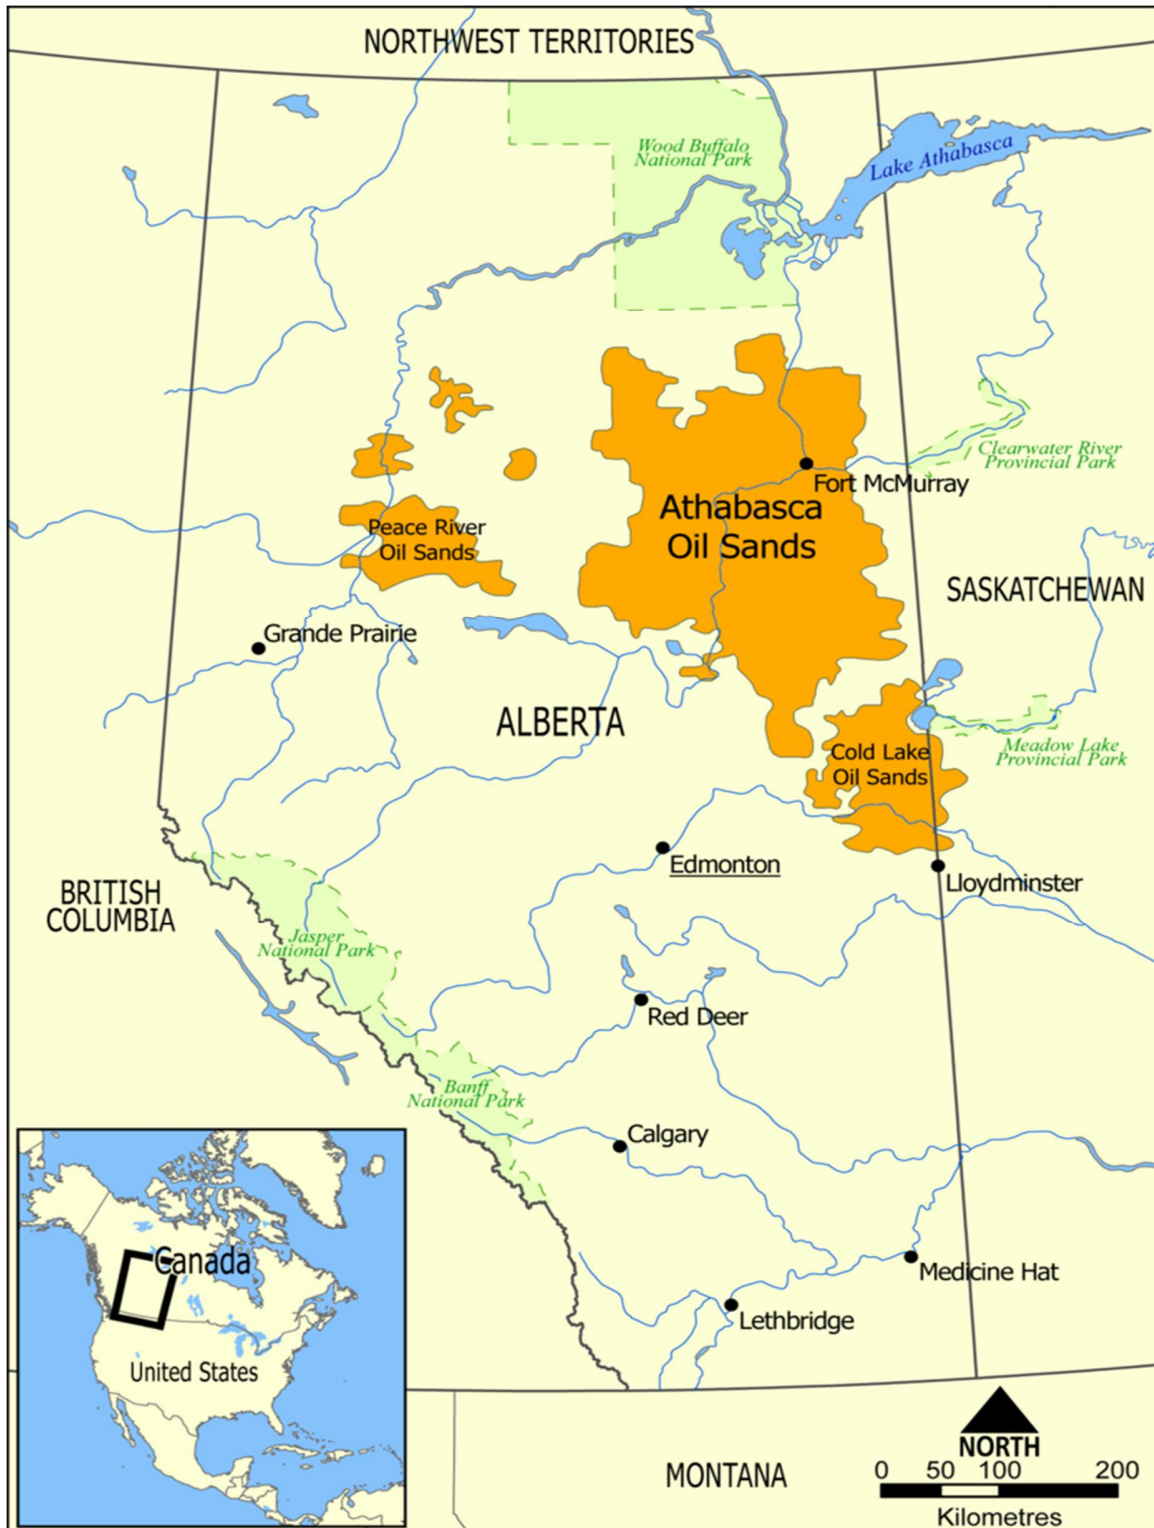 NORTHWEST TERRITORIES
Wood Buffalo
National Park
Lake Athabasca
Clearwater River
Provincial Park
Fort McMurray
Athabasca
Oil Sands
Peace River
Oil Sands
SASKATCHEWAN
Grande Prairie
ALBERTA
Cold Lake
Oil Sands
Meadow Lake
Provincial Park
Edmonton
Lloydminster
BRITISH
COLUMBIA
Jasper
National Park
Red Deer
Banff
National Park
Calgary
Medicine Hat
Lethbridge
Canada
United States
MONTANA
NORTH
0 50 100 200
Kilometres